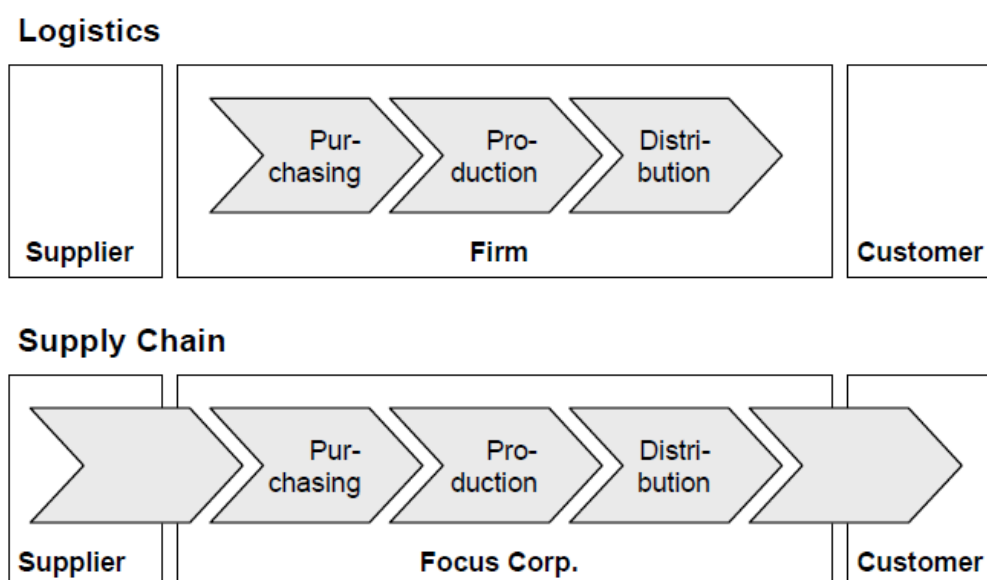 Logistics
Pur-
chasing
Pro-
duction
Distri-
bution
Supplier
Firm
Customer
Supply Chain
Pur-
chasing
Pro-
duction
Distri-
bution
Supplier
Focus Corp.
Customer